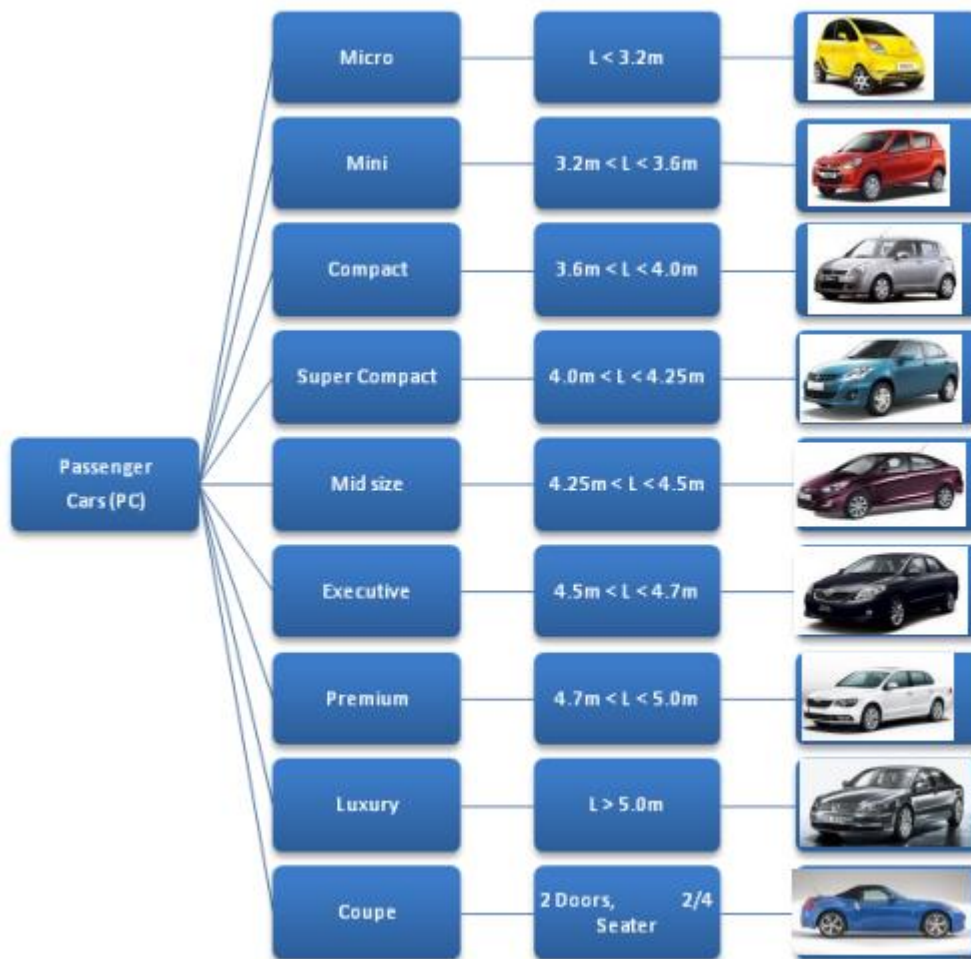 Micro
L < 3.2m
Mini
3.2m < L < 3.6m
Compact
3.6m < L < 4.0m
Super Compact
4.0m < L < 4.25m
Passenger
Cars (PC)
Mid size
4.25m < L < 4.5m
Executive
4.5m < L < 4.7m
Premium
4.7m < L < 5.0m
Luxury
L > 5.0m
Coupe
2 Doors, 2/4
Seater